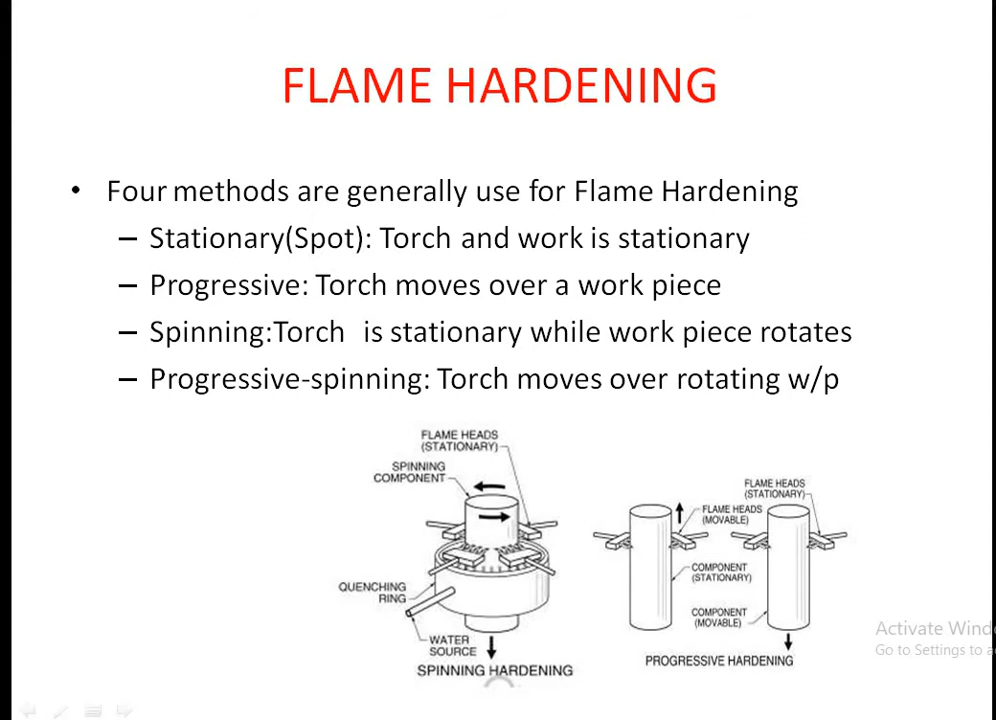 FLAME HARDENING
• Four methods are generally use for Flame Hardening
– Stationary(Spot): Torch and work is stationary
– Progressive: Torch moves over a work piece
– Spinning:Torch  is stationary while work piece rotates
– Progressive-spinning: Torch moves over rotating w/p
FLAME HEADS
(STATIONARY)
SPINNING
COMPONENT
QUENCHING
RING
WATER
SOURCE
SPINNING HARDENING
FLAME HEADS
(STATIONARY)
FLAME HEADS
(MOVABLE)
COMPONENT
(STATIONARY)
COMPONENT
(MOVABLE)
PROGRESSIVE HARDENING
Activate Wind
Go to Settings to a